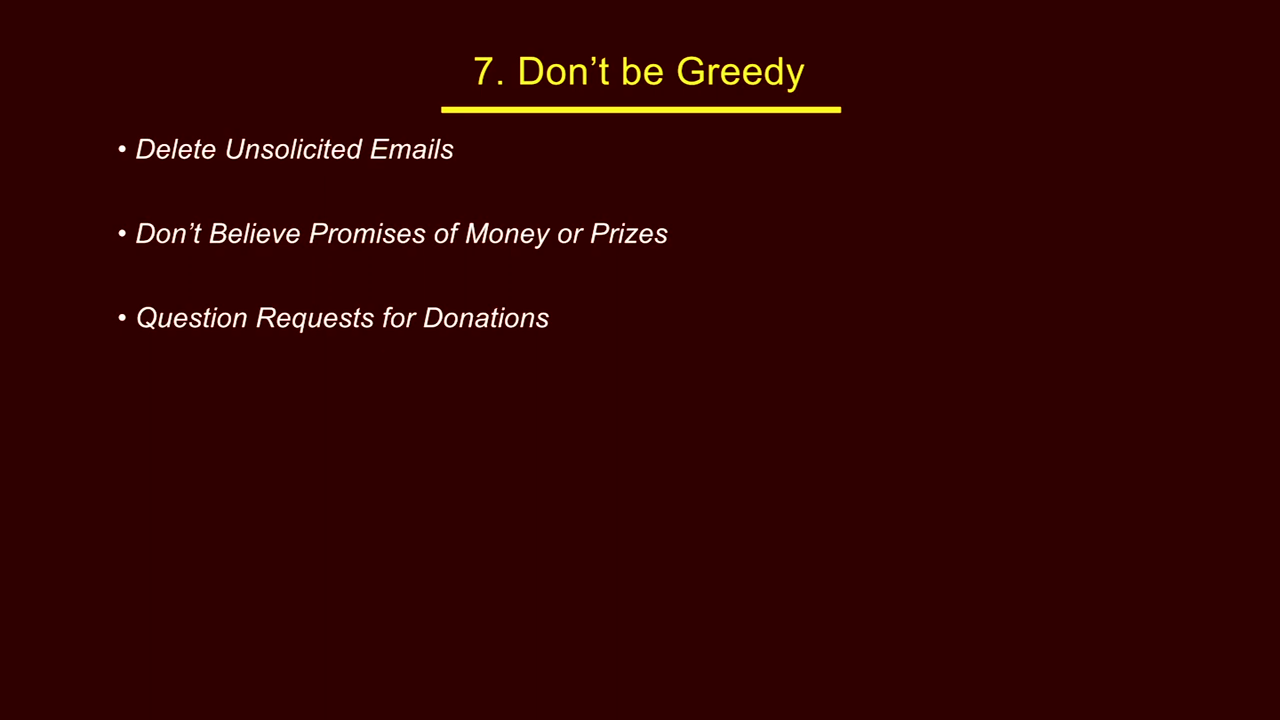 7. Don’t be Greedy
• Delete Unsolicited Emails
• Don’t Believe Promises of Money or Prizes
• Question Requests for Donations